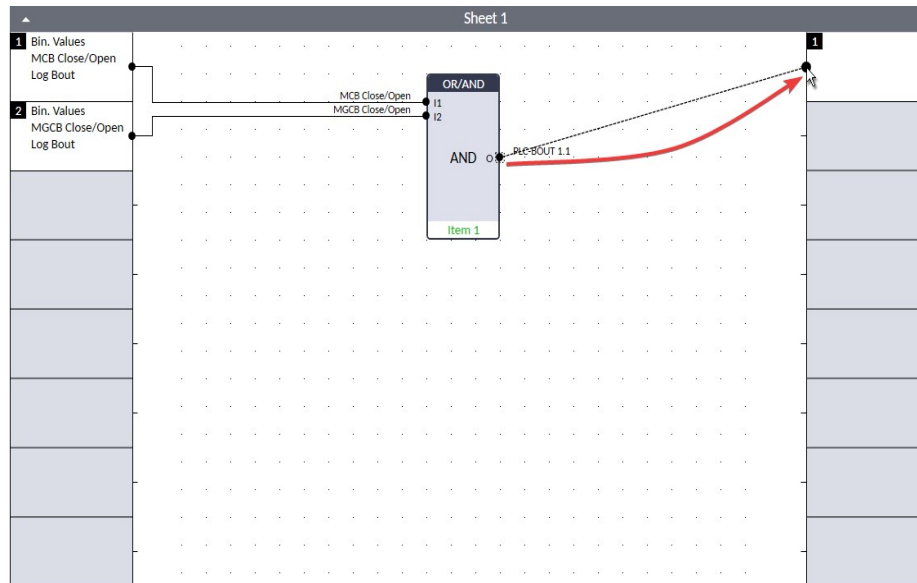 Sheet 1
1 Bin. Values
MCB Close/Open
Log Bout
2 Bin. Values
MGCB Close/Open
Log Bout
MCB Close/Open
MGCB Close/Open
OR/AND
I1
I2
AND O
Item 1
PLC-BOUT 1.1
1